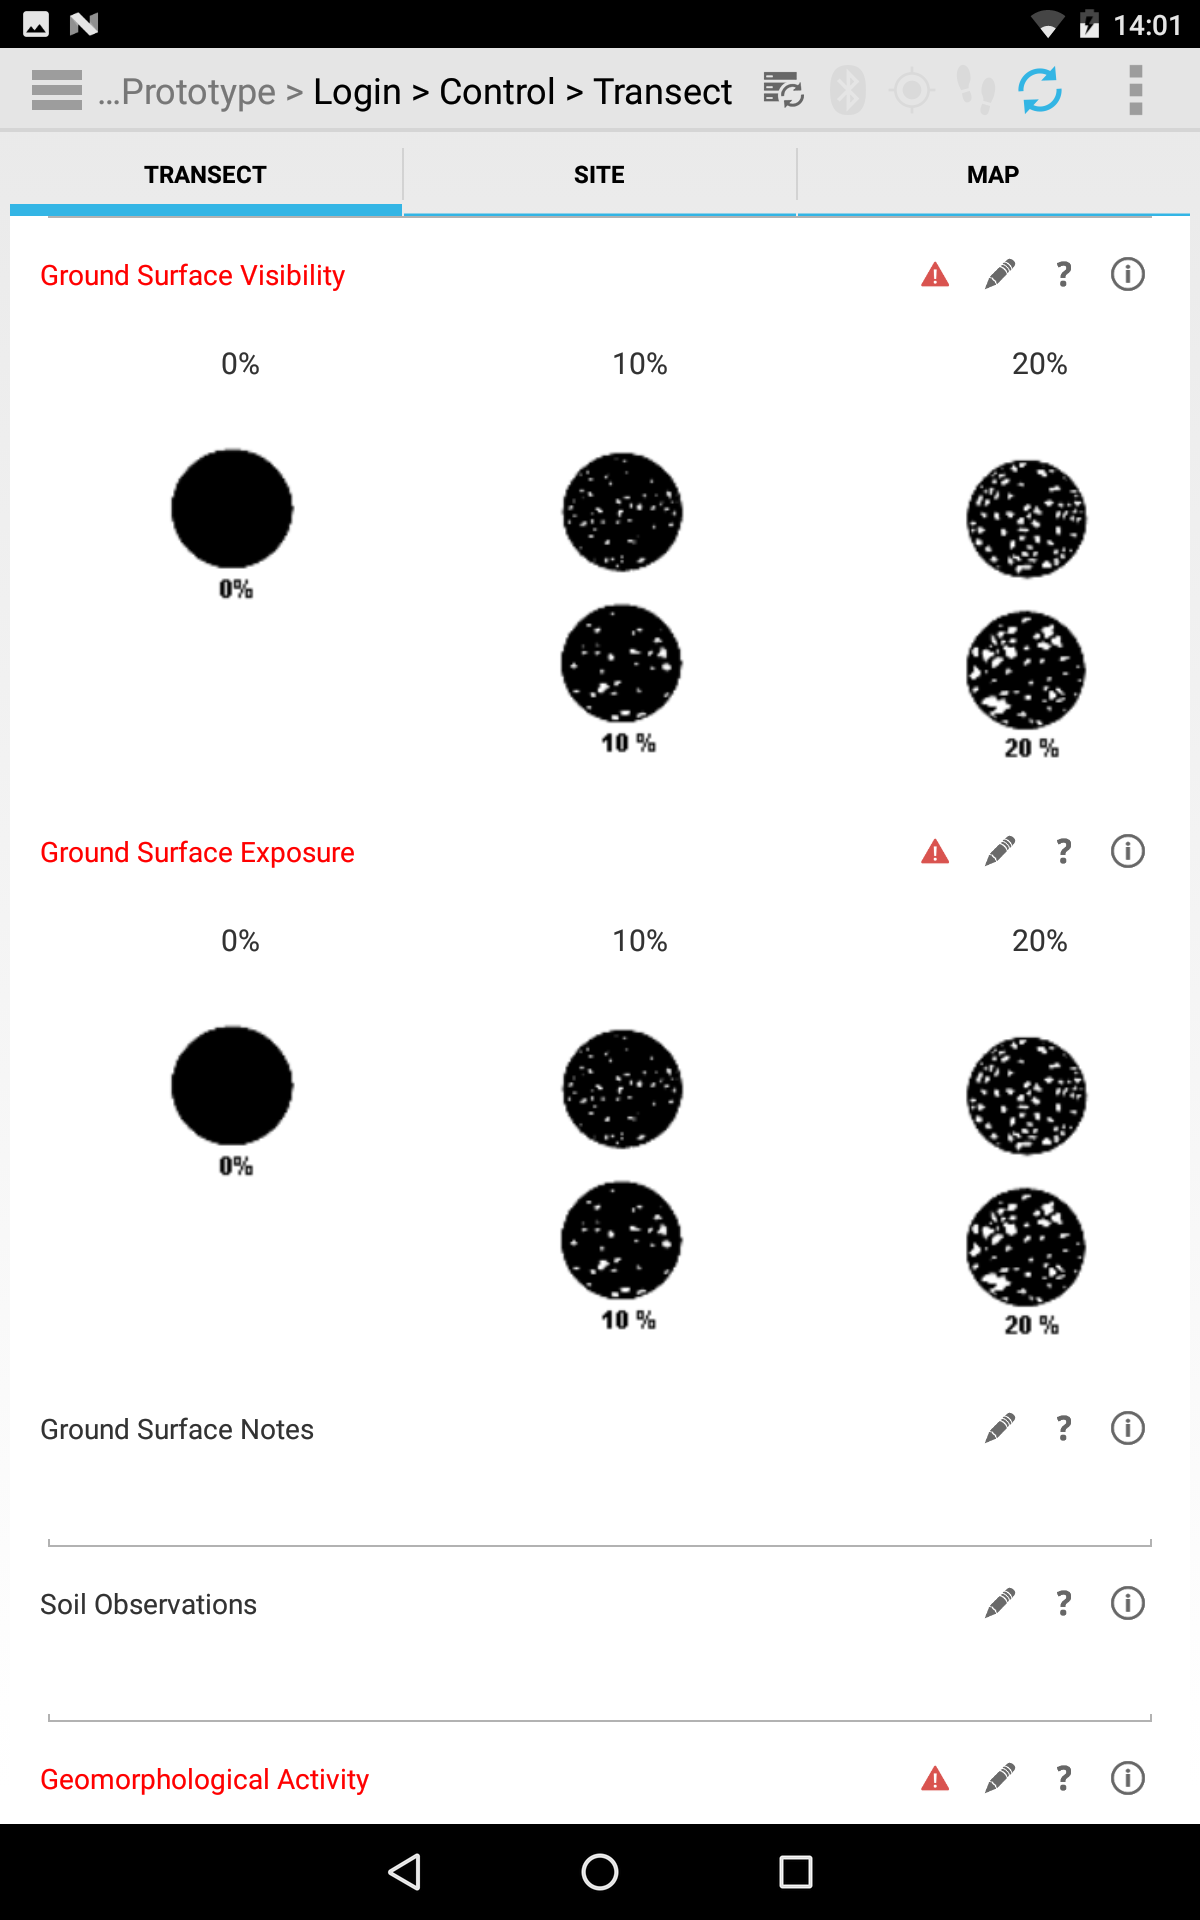 14:01
...Prototype > Login > Control > Transect
TRANSECT SITE MAP
Ground Surface Visibility ?
0% 10% 20%
0%
10 %
20 %
Ground Surface Exposure ?
0% 10% 20%
0%
10 %
20 %
Ground Surface Notes ?
Soil Observations ?
Geomorphological Activity ?